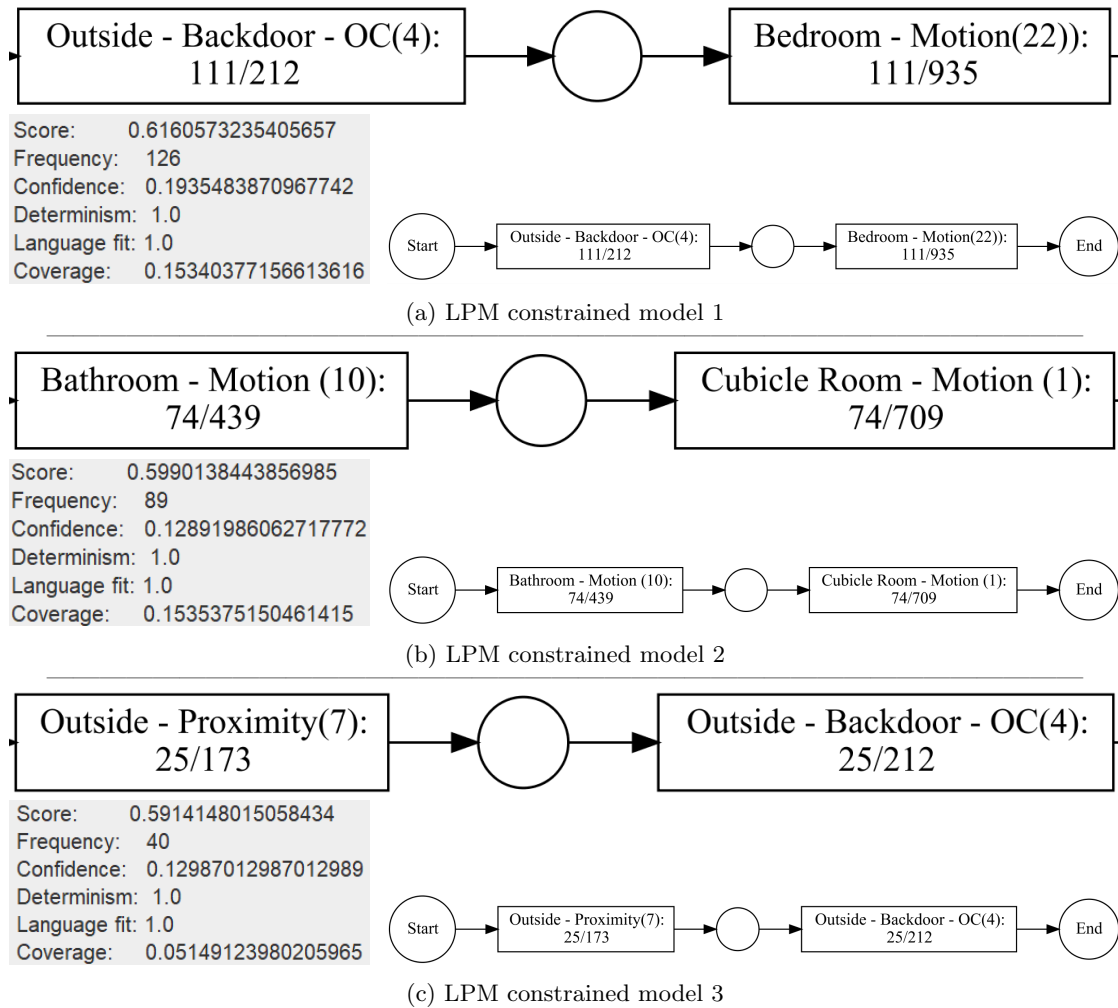 Outside - Backdoor - OC(4):
111/212
Bedroom - Motion(22)):
111/935
Score: 0.6160573235405657
Frequency: 126
Confidence: 0.1935483870967742
Determinism: 1.0
Language fit: 1.0
Coverage: 0.15340377156613616
Start
Outside - Backdoor - OC(4):
111/212
Bedroom - Motion(22)):
111/935
End
(a) LPM constrained model 1
Bathroom - Motion (10):
74/439
Cubicle Room - Motion (1):
74/709
Score: 0.5990138443856985
Frequency: 89
Confidence: 0.12891986062717772
Determinism: 1.0
Language fit: 1.0
Coverage: 0.1535375150461415
Start
Bathroom - Motion (10):
74/439
Cubicle Room - Motion (1):
74/709
End
(b) LPM constrained model 2
Outside - Proximity(7):
25/173
Outside - Backdoor - OC(4):
25/212
Score: 0.5914148015058434
Frequency: 40
Confidence: 0.12987012987012989
Determinism: 1.0
Language fit: 1.0
Coverage: 0.05149123980205965
Start
Outside - Proximity(7):
25/173
Outside - Backdoor - OC(4):
25/212
End
(c) LPM constrained model 3